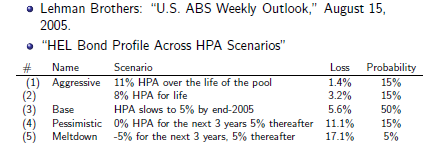 Lehman Brothers: "U.S. ABS Weekly Outlook," August 15,
2005.
"HEL Bond Profile Across HPA Scenarios"
# Name Scenario Loss Probability
(1) Aggressive 11% HPA over the life of the pool 1.4% 15%
(2) 8% HPA for life 3.2% 15%
(3) Base HPA slows to 5% by end-2005 5.6% 50%
(4) Pessimistic 0% HPA for the next 3 years 5% thereafter 11.1% 15%
(5) Meltdown -5% for the next 3 years, 5% thereafter 17.1% 5%